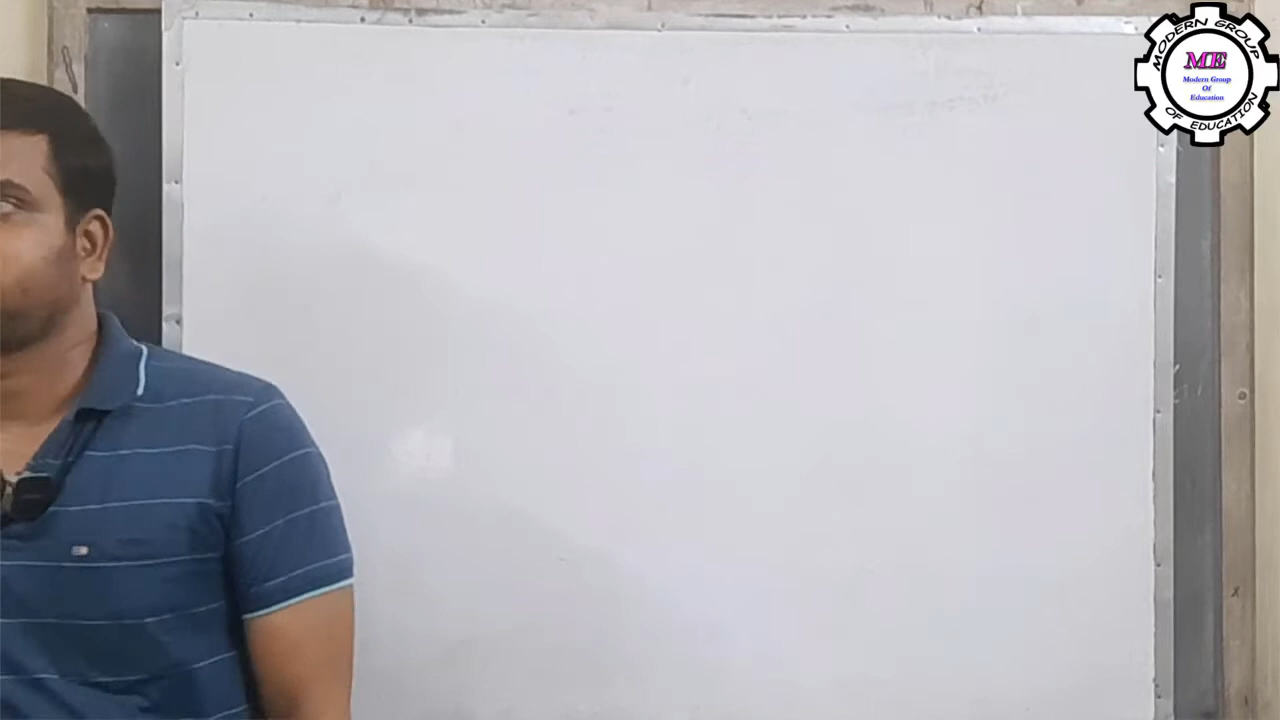 MODERN GROUP
ME
Modern Group
Of
Education
OF EDUCATION